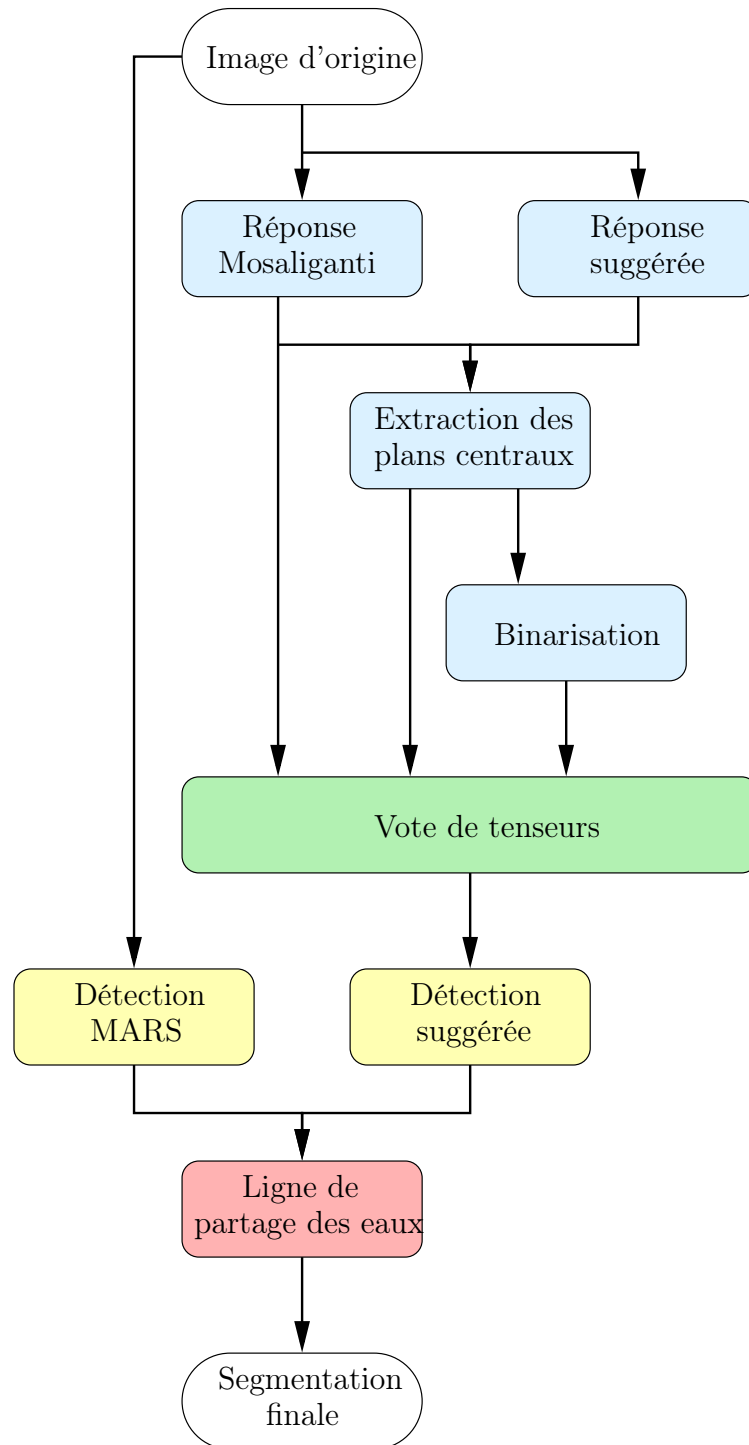 Image d'origine
Réponse
Mosaliganti
Réponse
suggérée
Extraction des
plans centraux
Binarisation
Vote de tenseurs
Détection
MARS
Détection
suggérée
Ligne de
partage des eaux
Segmentation
finale